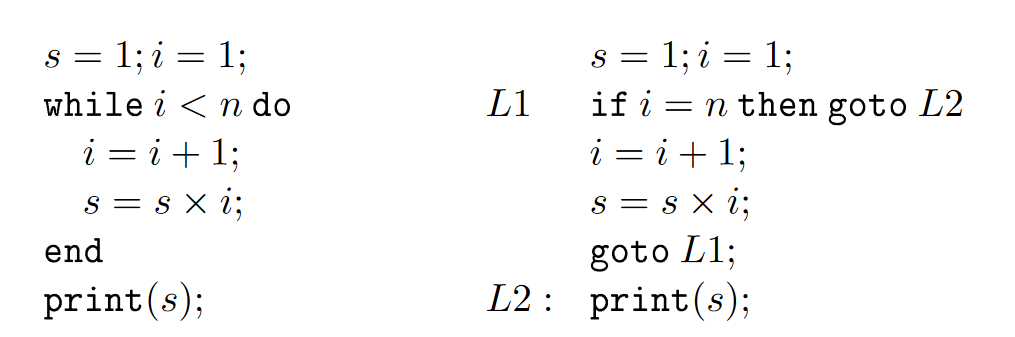 s = 1; i = 1;
while i < n do
i = i + 1;
s = s × i;
end
print(s);
s = 1; i = 1;
L1 if i = n then goto L2
i = i + 1;
s = s × i;
goto L1;
L2 : print(s);